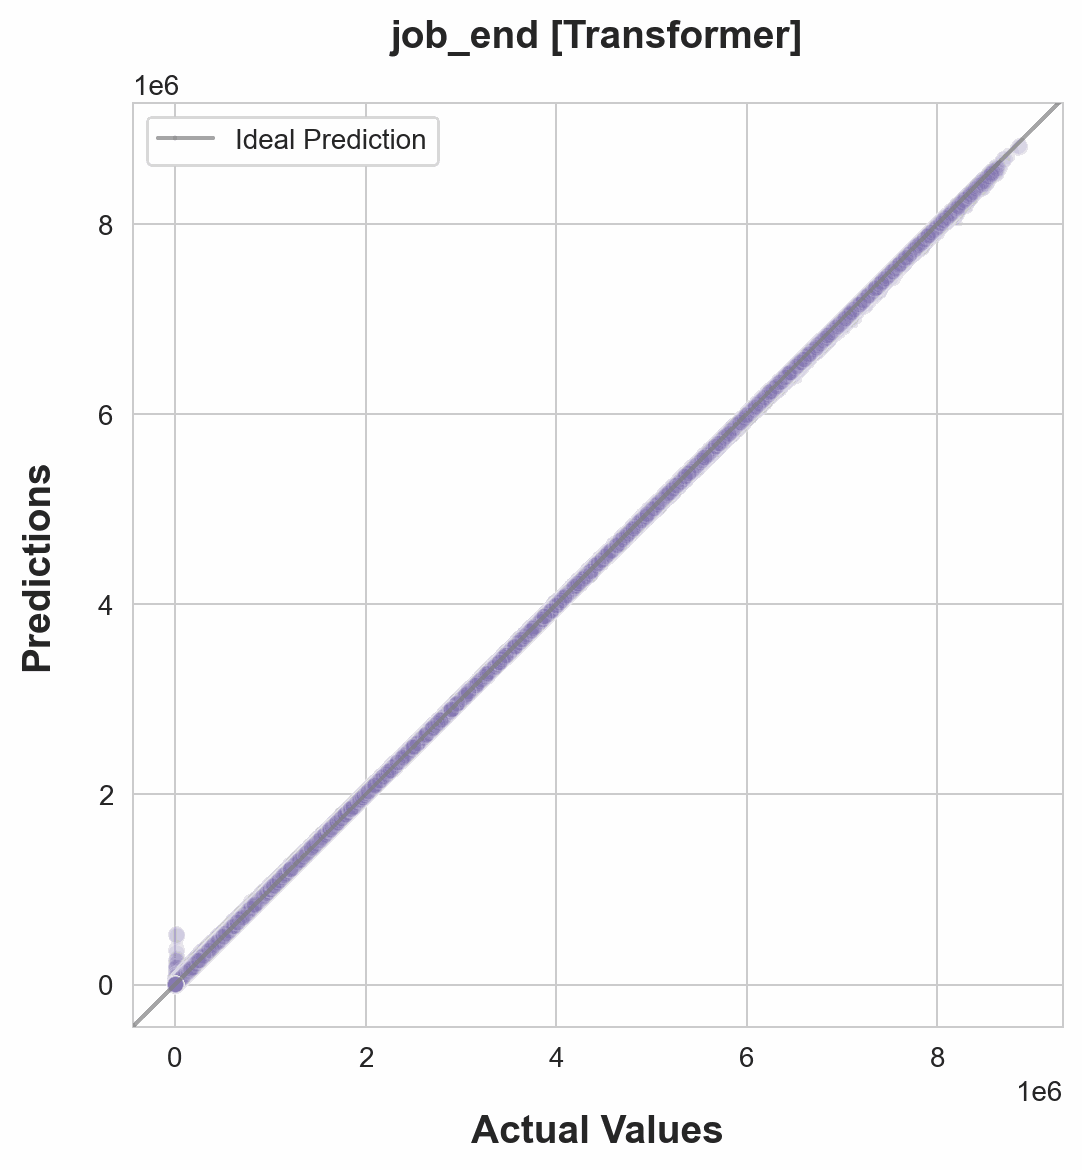 job_end [Transformer]
1e6
Ideal Prediction
8
6
4
2
0
Predictions
0 2 4 6 8
1e6
Actual Values